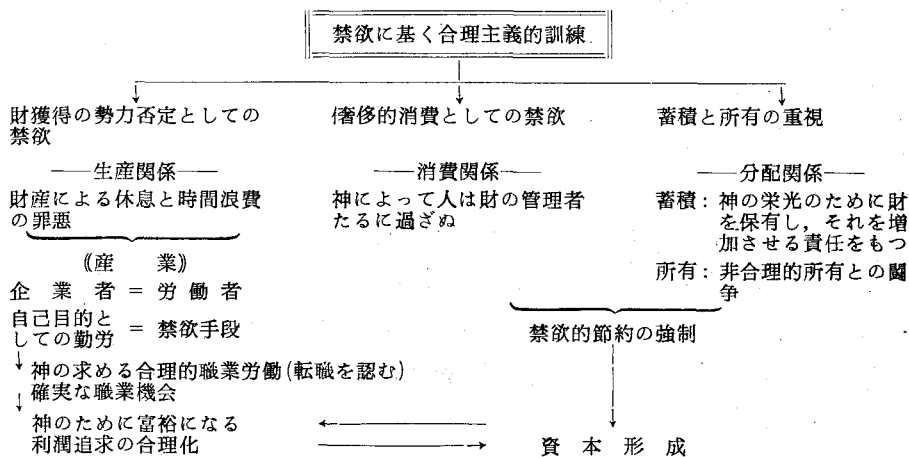 禁欲に基く合理主義的訓練
財獲得の勢力否定としての
禁欲
──生産関係──
財産による休息と時間浪費
の罪悪
《産業》
企業者 = 労働者
自己目的と
しての勤労 = 禁欲手段
神の求める合理的職業労働(転職を認む)
確実な職業機会
神のために富裕になる
利潤追求の合理化
奢侈的消費としての禁欲
──消費関係──
神によって人は財の管理者
たるに過ぎぬ
蓄積と所有の重視
──分配関係──
蓄積: 神の栄光のために財
を保有し,それを増
加させる責任をもつ
所有: 非合理的所有との闘
争
禁欲的節約の強制
資本形成